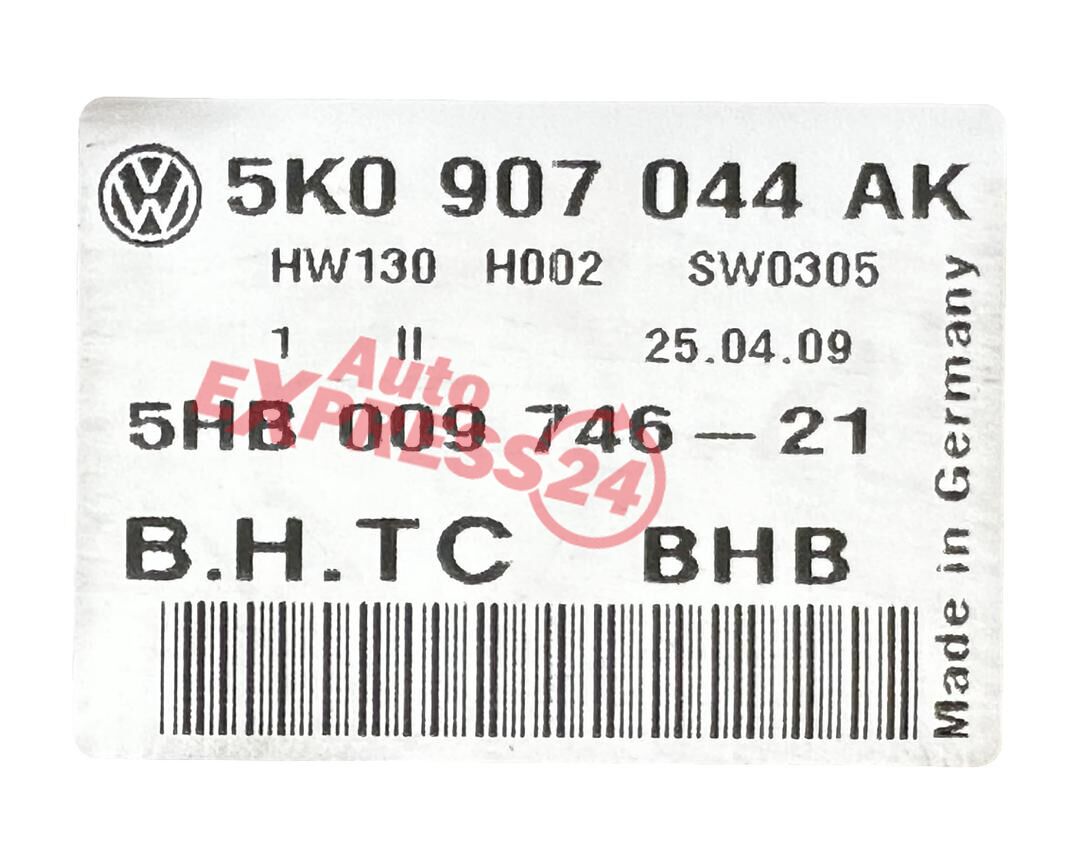 5K0 907 044 AK
HW130 H002 SW0305
1 II 25.04.09
5HB 009 746 – 21
B.H.TC BHB
Made in Germany
Auto
EXPRESS24